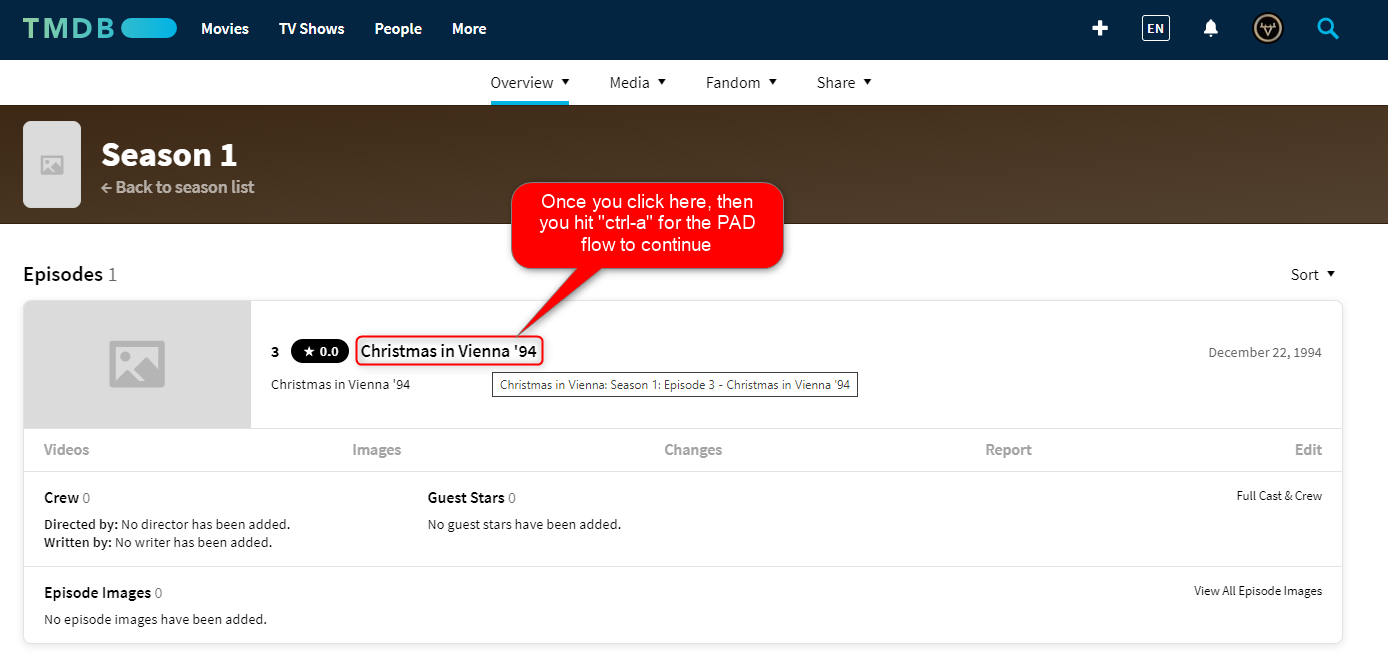 TMDB Movies TV Shows People More EN
Overview Media Fandom Share
Season 1
← Back to season list
Once you click here, then
you hit "ctrl-a" for the PAD
flow to continue
Episodes 1 Sort
3 ★ 0.0 Christmas in Vienna '94 December 22, 1994
Christmas in Vienna '94
Christmas in Vienna: Season 1: Episode 3 - Christmas in Vienna '94
Videos Images Changes Report Edit
Crew 0 Guest Stars 0 Full Cast & Crew
Directed by: No director has been added. No guest stars have been added.
Written by: No writer has been added.
Episode Images 0 View All Episode Images
No episode images have been added.